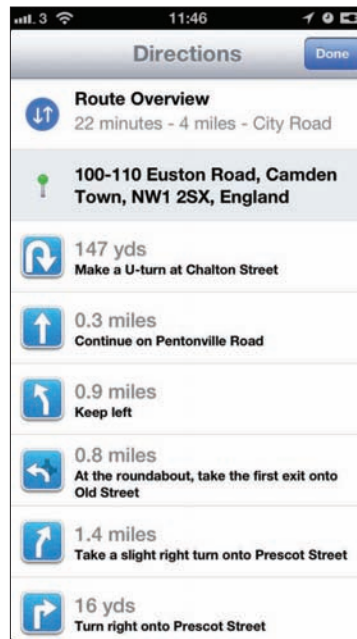 3 11:46
Directions Done
Route Overview
22 minutes - 4 miles - City Road
100-110 Euston Road, Camden
Town, NW1 2SX, England
147 yds
Make a U-turn at Chalton Street
0.3 miles
Continue on Pentonville Road
0.9 miles
Keep left
0.8 miles
At the roundabout, take the first exit onto
Old Street
1.4 miles
Take a slight right turn onto Prescot Street
16 yds
Turn right onto Prescot Street